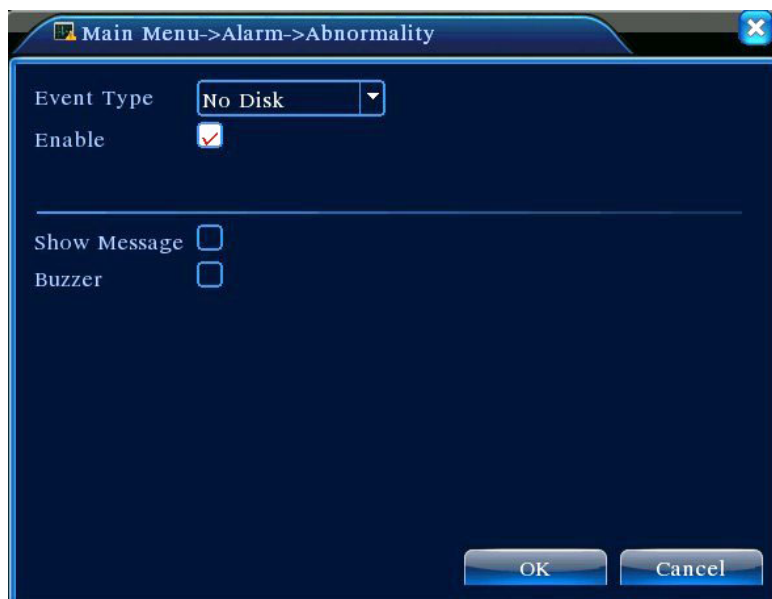 Main Menu->Alarm->Abnormality
Event Type No Disk
Enable
Show Message
Buzzer
OK Cancel